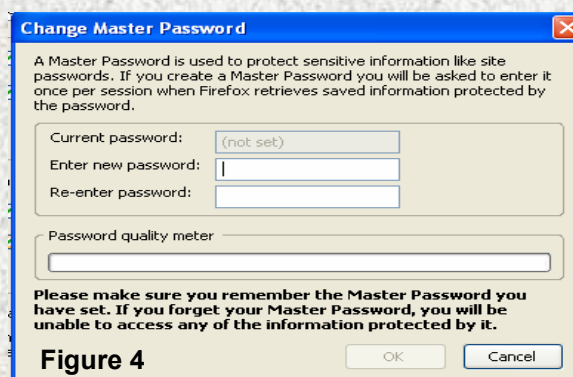 Change Master Password
A Master Password is used to protect sensitive information like site
passwords. If you create a Master Password you will be asked to enter it
once per session when Firefox retrieves saved information protected by
the password.
Current password: (not set)
Enter new password:
Re-enter password:
Password quality meter
Please make sure you remember the Master Password you
have set. If you forget your Master Password, you will be
unable to access any of the information protected by it.
Figure 4 OK Cancel